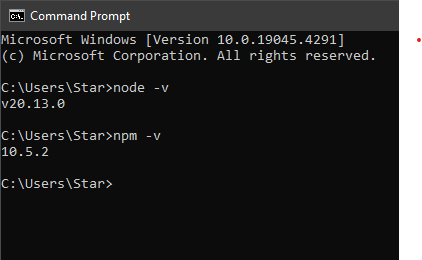 Command Prompt
Microsoft Windows [Version 10.0.19045.4291]
(c) Microsoft Corporation. All rights reserved.
C:\Users\Star>node -v
v20.13.0
C:\Users\Star>npm -v
10.5.2
C:\Users\Star>